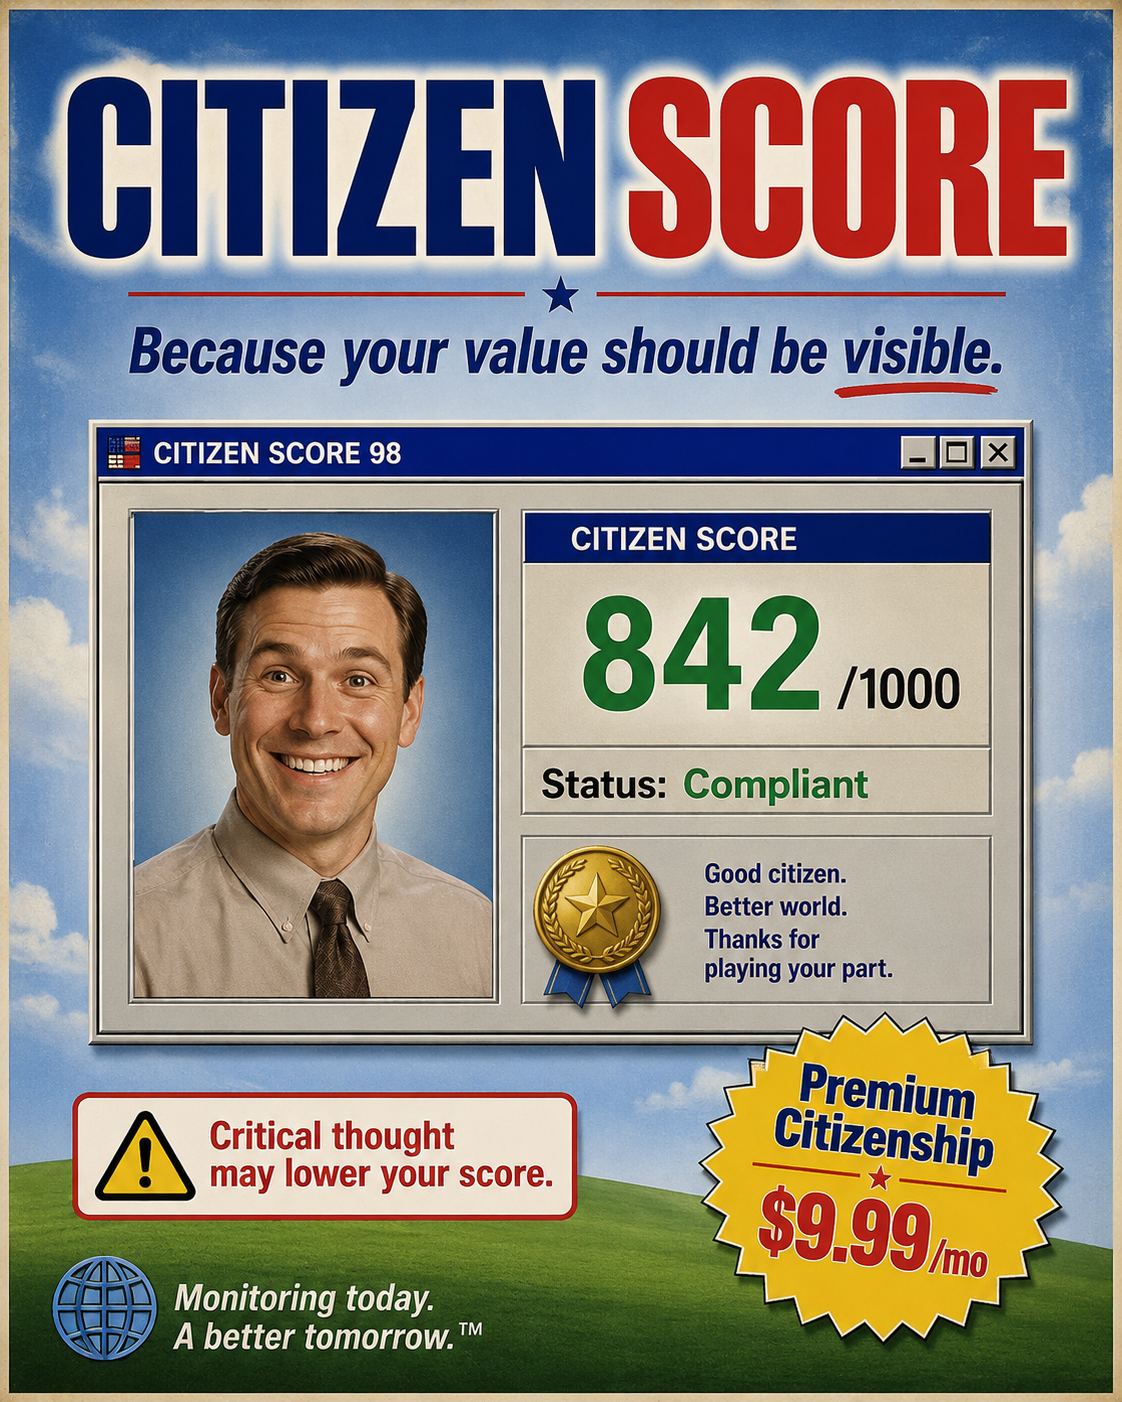 CITIZEN SCORE
Because your value should be visible.
CITIZEN SCORE 98
CITIZEN SCORE
842 /1000
Status: Compliant
Good citizen.
Better world.
Thanks for
playing your part.
Premium
Citizenship
$9.99/mo
Critical thought
may lower your score.
Monitoring today.
A better tomorrow.™